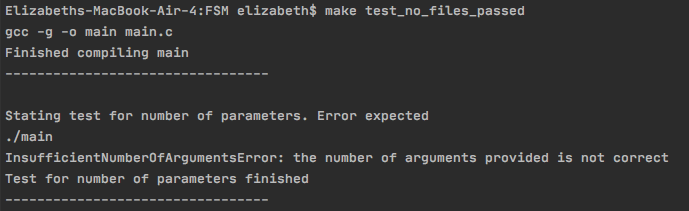 Elizabeths-MacBook-Air-4:FSM elizabeth$ make test_no_files_passed
gcc -g -o main main.c
Finished compiling main
---------------------------------
Stating test for number of parameters. Error expected
./main
InsufficientNumberOfArgumentsError: the number of arguments provided is not correct
Test for number of parameters finished
---------------------------------